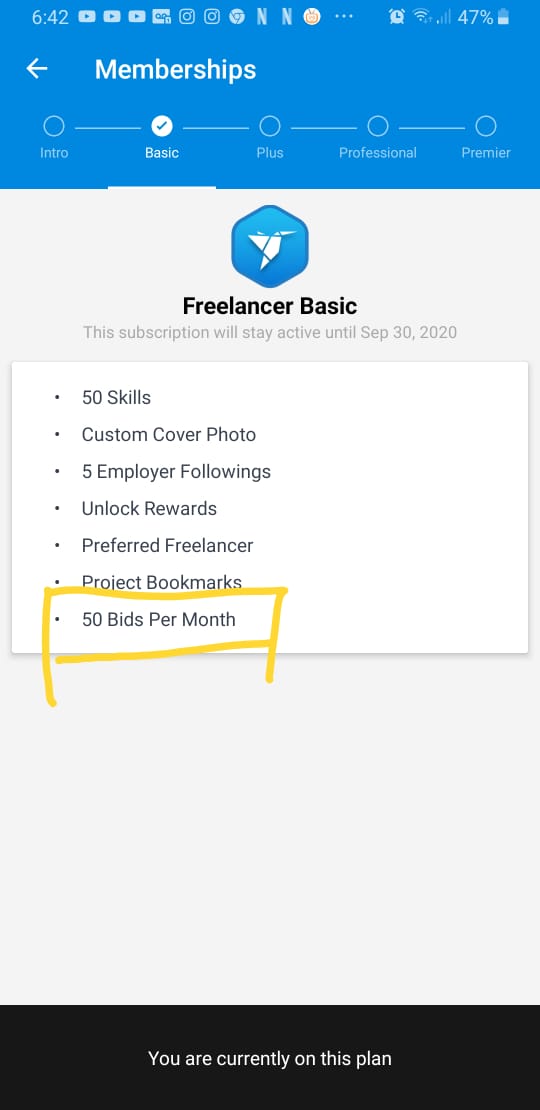 6:42 47%
Memberships
Intro Basic Plus Professional Premier
Freelancer Basic
This subscription will stay active until Sep 30, 2020
• 50 Skills
• Custom Cover Photo
• 5 Employer Followings
• Unlock Rewards
• Preferred Freelancer
• Project Bookmarks
• 50 Bids Per Month
You are currently on this plan